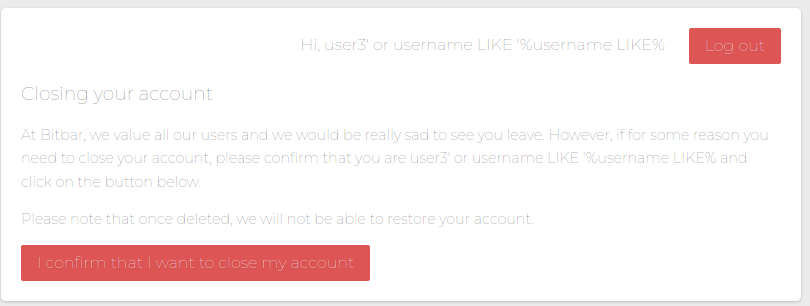 Hi, user3' or username LIKE '%username LIKE%
Log out
Closing your account
At Bitbar, we value all our users and we would be really sad to see you leave. However, if for some reason you
need to close your account, please confirm that you are user3' or username LIKE '%username LIKE% and
click on the button below.
Please note that once deleted, we will not be able to restore your account.
I confirm that I want to close my account